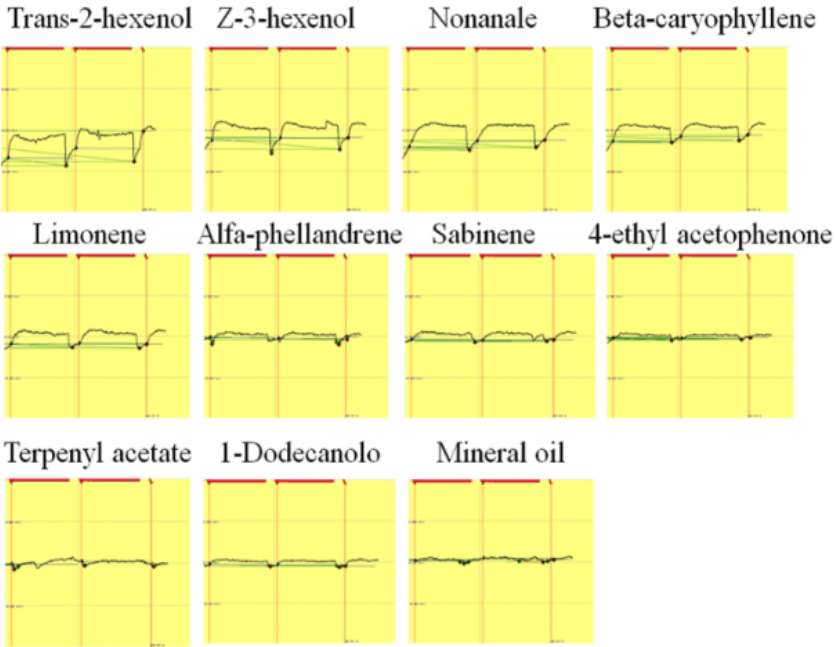 Trans-2-hexenol Z-3-hexenol Nonanale Beta-caryophyllene
Limonene Alfa-phellandrene Sabinene 4-ethyl acetophenone
Terpenyl acetate 1-Dodecanolo Mineral oil